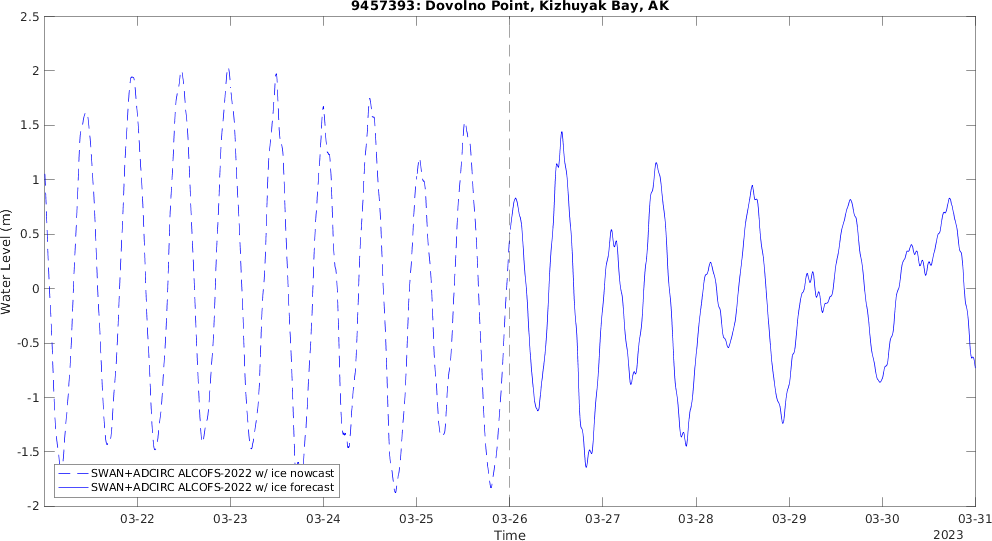 9457393: Dovolno Point, Kizhuyak Bay, AK
2.5
2
1.5
1
0.5
0
-0.5
-1
-1.5
-2
Water Level (m)
SWAN+ADCIRC ALCOFS-2022 w/ ice nowcast
SWAN+ADCIRC ALCOFS-2022 w/ ice forecast
03-22 03-23 03-24 03-25 03-26 03-27 03-28 03-29 03-30 03-31
Time
2023